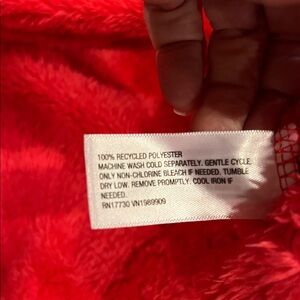 100% RECYCLED POLYESTER
MACHINE WASH COLD SEPARATELY. GENTLE CYCLE.
ONLY NON-CHLORINE BLEACH IF NEEDED. TUMBLE
DRY LOW. REMOVE PROMPTLY. COOL IRON IF
NEEDED.
RN17730 VN1989909